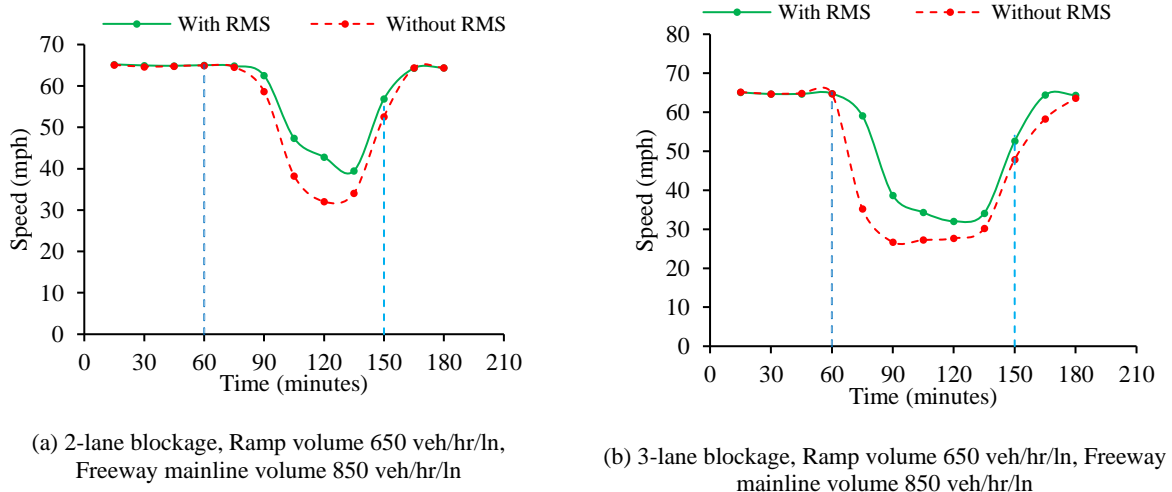 With RMS Without RMS
70
60
50
40
30
20
10
0
Speed (mph)
0 30 60 90 120 150 180 210
Time (minutes)
(a) 2-lane blockage, Ramp volume 650 veh/hr/ln,
Freeway mainline volume 850 veh/hr/ln
With RMS Without RMS
80
70
60
50
40
30
20
10
0
Speed (mph)
0 30 60 90 120 150 180 210
Time (minutes)
(b) 3-lane blockage, Ramp volume 650 veh/hr/ln, Freeway
mainline volume 850 veh/hr/ln